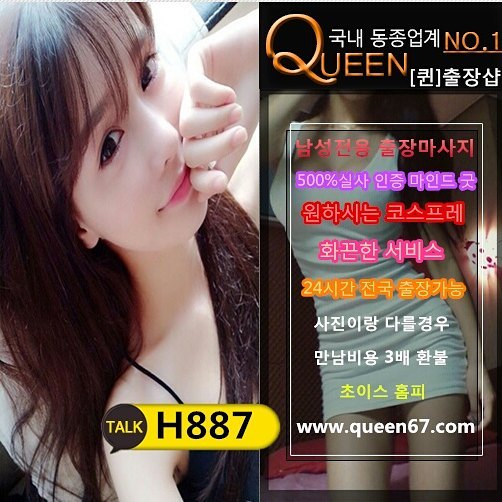 국내 동종업계 NO.1
QUEEN [퀸]출장샵
남성전용 출장마사지
500%실사 인증 마인드 굿
원하시는 코스프레
화끈한 서비스
24시간 전국 출장가능
사진이랑 다를경우
만남비용 3배 환불
초이스 홈피
www.queen67.com
TALK H887